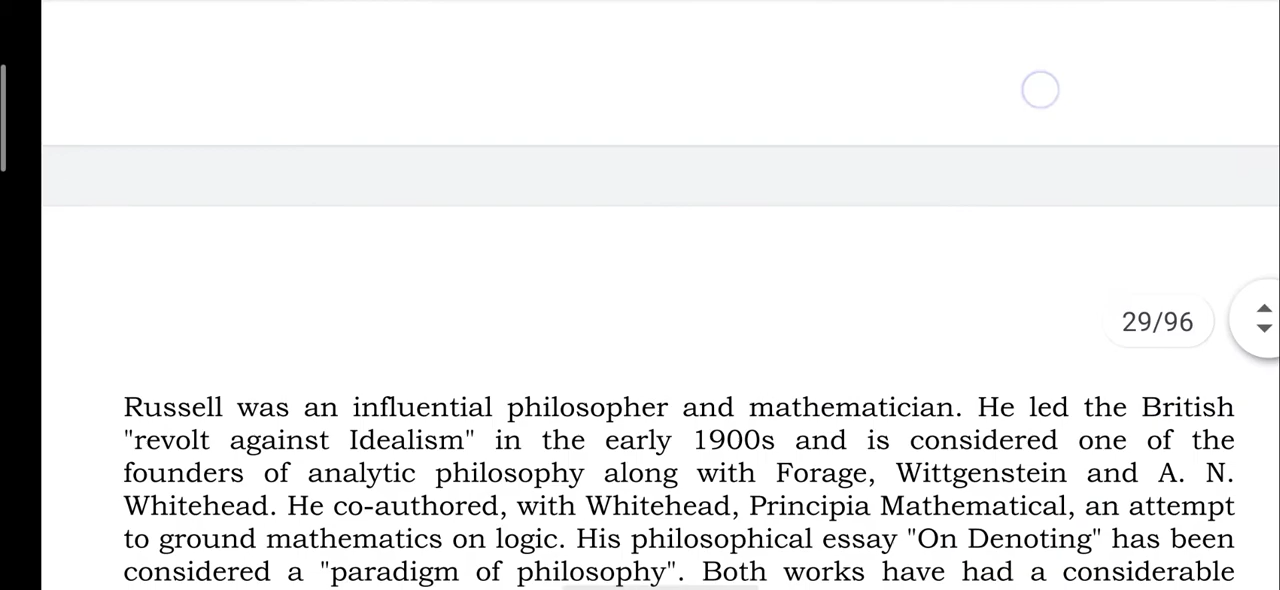 29/96
Russell was an influential philosopher and mathematician. He led the British
"revolt against Idealism" in the early 1900s and is considered one of the
founders of analytic philosophy along with Forage, Wittgenstein and A. N.
Whitehead. He co-authored, with Whitehead, Principia Mathematical, an attempt
to ground mathematics on logic. His philosophical essay "On Denoting" has been
considered a "paradigm of philosophy". Both works have had a considerable